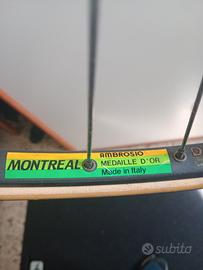 MONTREAL
AMBROSIO
MEDAILLE D'OR
Made in Italy
subito